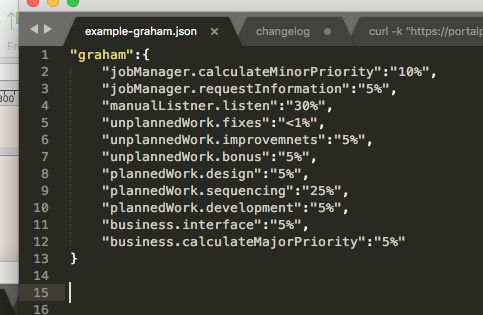 example-graham.json
changelog
curl -k "https://portalp
Fr
300
1 "graham":{
2 "jobManager.calculateMinorPriority":"10%",
3 "jobManager.requestInformation":"5%",
4 "manualListner.listen":"30%",
5 "unplannedWork.fixes":"<1%",
6 "unplannedWork.improvemnets":"5%",
7 "unplannedWork.bonus":"5%",
8 "plannedWork.design":"5%",
9 "plannedWork.sequencing":"25%",
10 "plannedWork.development":"5%",
11 "business.interface":"5%",
12 "business.calculateMajorPriority":"5%"
13 }
14
15
16